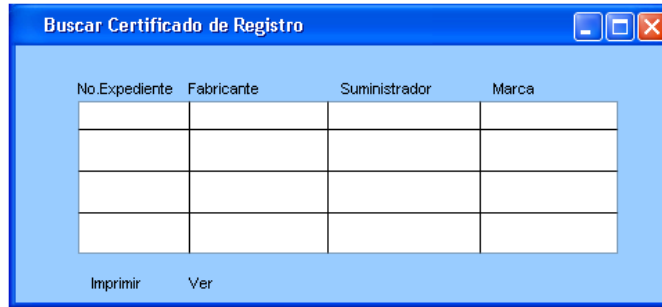 Buscar Certificado de Registro
No.Expediente Fabricante Suministrador Marca
Imprimir Ver